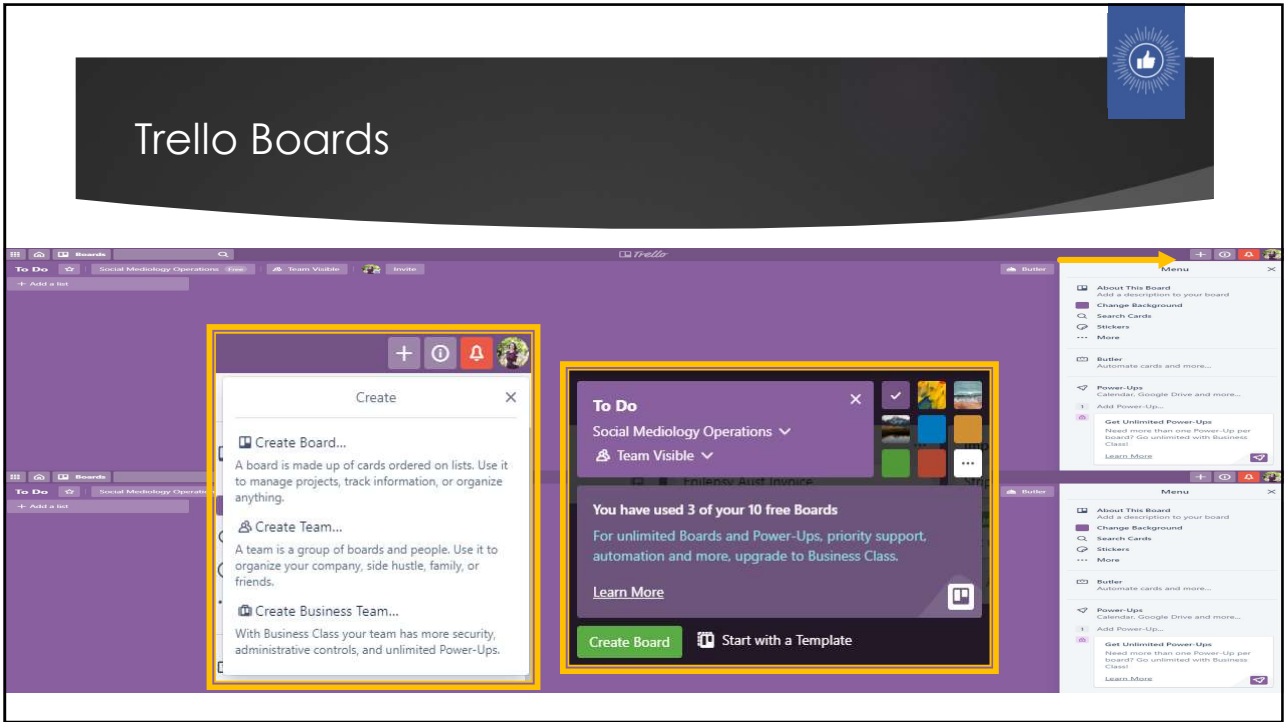 Trello Boards
Boards
Trello
To Do
Social Mediology Operations Free
Team Visible
Invite
Butler
+ Add a list
Menu
About This Board
Add a description to your board
Change Background
Search Cards
Stickers
More
Butler
Automate cards and more...
Power-Ups
Calendar, Google Drive and more...
1 Add Power-Up...
Get Unlimited Power-Ups
Need more than one Power-Up per
board? Go unlimited with Business
Class!
Learn More
Create
Create Board...
A board is made up of cards ordered on lists. Use it
to manage projects, track information, or organize
anything.
Create Team...
A team is a group of boards and people. Use it to
organize your company, side hustle, family, or
friends.
Create Business Team...
With Business Class your team has more security,
administrative controls, and unlimited Power-Ups.
To Do
Social Mediology Operations
Team Visible
Epilepsy Aust Invoice
You have used 3 of your 10 free Boards
For unlimited Boards and Power-Ups, priority support,
automation and more, upgrade to Business Class.
Learn More
Create Board
Start with a Template
Boards
To Do
Social Mediology
Butler
+ Add a list
Menu
About This Board
Add a description to your board
Change Background
Search Cards
Stickers
More
Butler
Automate cards and more...
Power-Ups
Calendar, Google Drive and more...
1 Add Power-Up...
Get Unlimited Power-Ups
Need more than one Power-Up per
board? Go unlimited with Business
Class!
Learn More